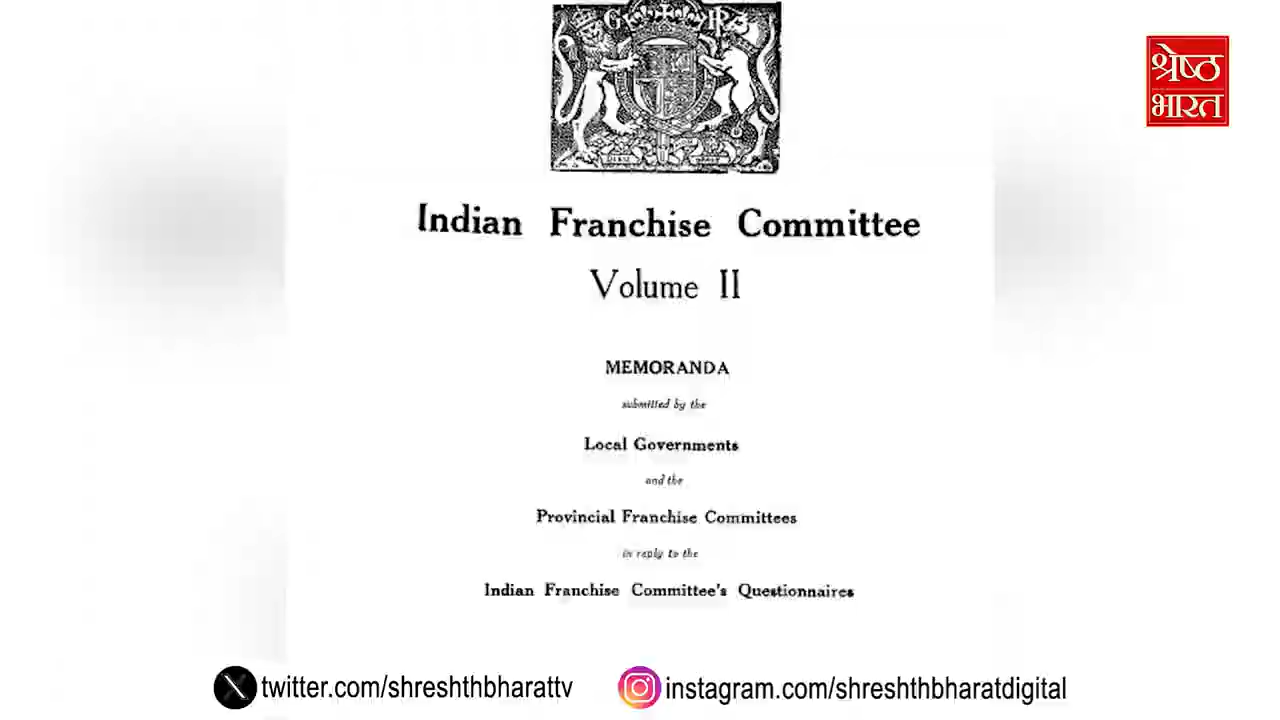 श्रेष्ठ
भारत
Indian Franchise Committee
Volume II
MEMORANDA
submitted by the
Local Governments
and the
Provincial Franchise Committees
in reply to the
Indian Franchise Committee's Questionnaires
twitter.com/shreshthbharattv
instagram.com/shreshthbharatdigital